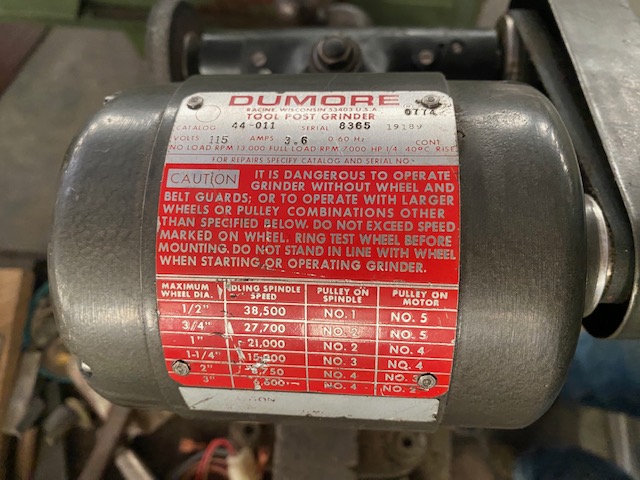 DUMORE
RACINE, WISCONSIN 53403 U.S.A.
TOOL POST GRINDER 0774
CATALOG 44-011 SERIAL 8365 19189
VOLTS 115 AMPS 3.6 0-60 Hz CONT.
NO LOAD RPM 13,000 FULL LOAD RPM 7,000 HP 1/4 40°C RISE
FOR REPAIRS SPECIFY CATALOG AND SERIAL NO.
CAUTION IT IS DANGEROUS TO OPERATE
GRINDER WITHOUT WHEEL AND
BELT GUARDS; OR TO OPERATE WITH LARGER
WHEELS OR PULLEY COMBINATIONS OTHER
THAN SPECIFIED BELOW. DO NOT EXCEED SPEED
MARKED ON WHEEL. RING TEST WHEEL BEFORE
MOUNTING. DO NOT STAND IN LINE WITH WHEEL
WHEN STARTING OR OPERATING GRINDER.
MAXIMUM WHEEL DIA. IDLING SPINDLE SPEED PULLEY ON SPINDLE PULLEY ON MOTOR
1/2" 38,500 NO. 1 NO. 5
3/4" 27,700 NO. 2 NO. 5
1" 21,000 NO. 2 NO. 4
1-1/4" NO. 3 NO. 4
2" NO. 4 NO. 3
3" NO. 4 NO. 2